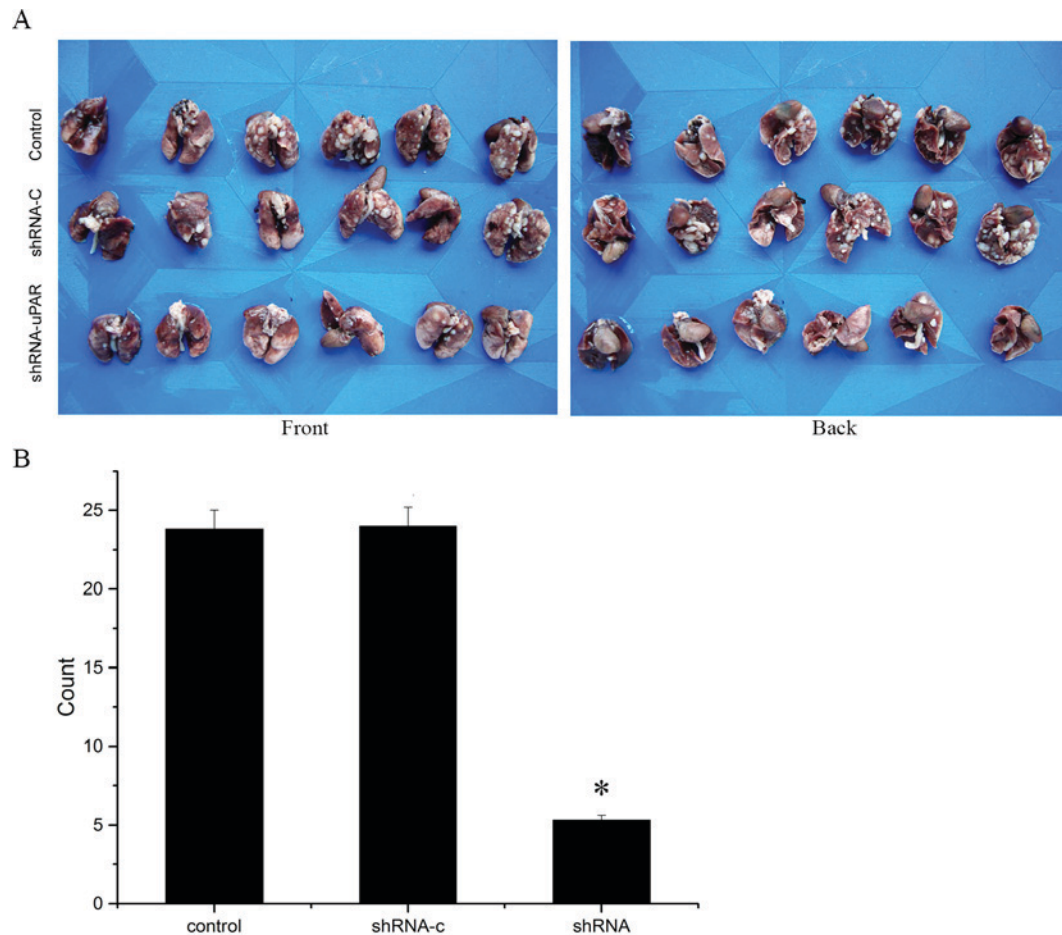 A
Control
shRNA-C
shRNA-uPAR
Front
Back
B
Count
25
20
15
10
5
0
*
control
shRNA-c
shRNA